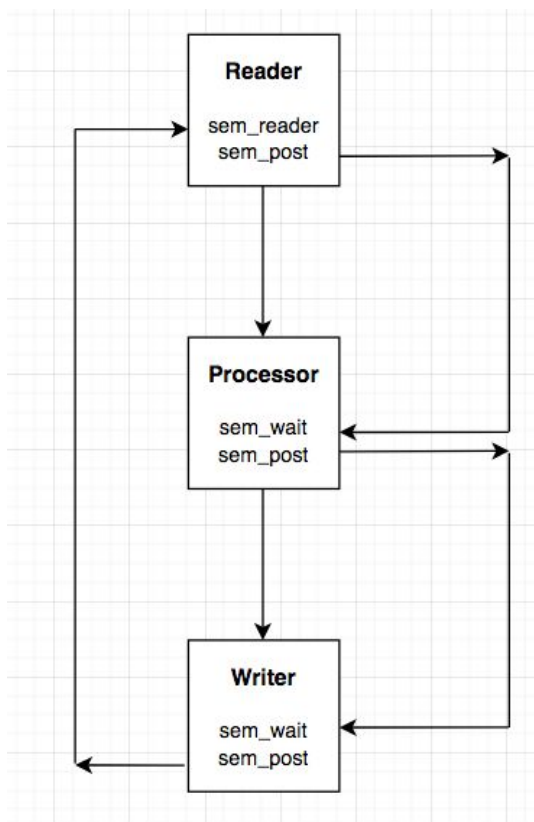 Reader
sem_reader
sem_post
Processor
sem_wait
sem_post
Writer
sem_wait
sem_post